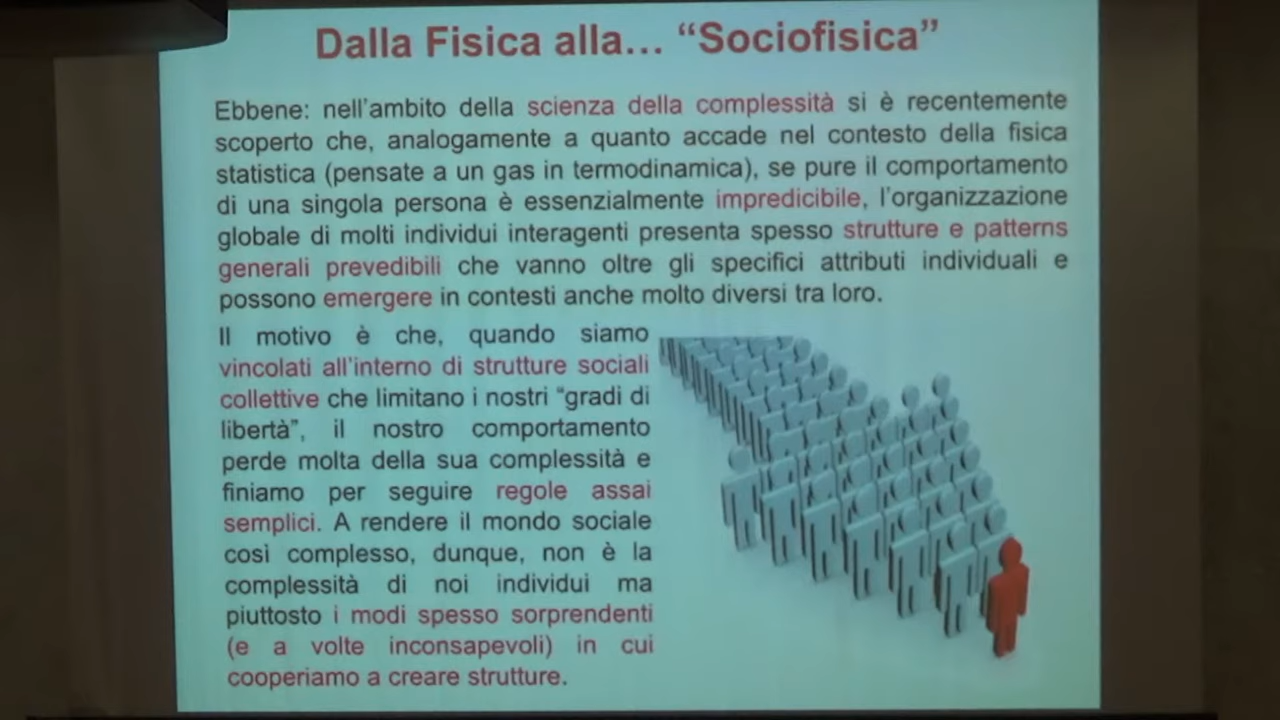 Dalla Fisica alla... “Sociofisica”
Ebbene: nell'ambito della scienza della complessità si è recentemente
scoperto che, analogamente a quanto accade nel contesto della fisica
statistica (pensate a un gas in termodinamica), se pure il comportamento
di una singola persona è essenzialmente impredicibile, l'organizzazione
globale di molti individui interagenti presenta spesso strutture e patterns
generali prevedibili che vanno oltre gli specifici attributi individuali e
possono emergere in contesti anche molto diversi tra loro.
Il motivo è che, quando siamo
vincolati all'interno di strutture sociali
collettive che limitano i nostri “gradi di
libertà”, il nostro comportamento
perde molta della sua complessità e
finiamo per seguire regole assai
semplici. A rendere il mondo sociale
così complesso, dunque, non è la
complessità di noi individui ma
piuttosto i modi spesso sorprendenti
(e a volte inconsapevoli) in cui
cooperiamo a creare strutture.